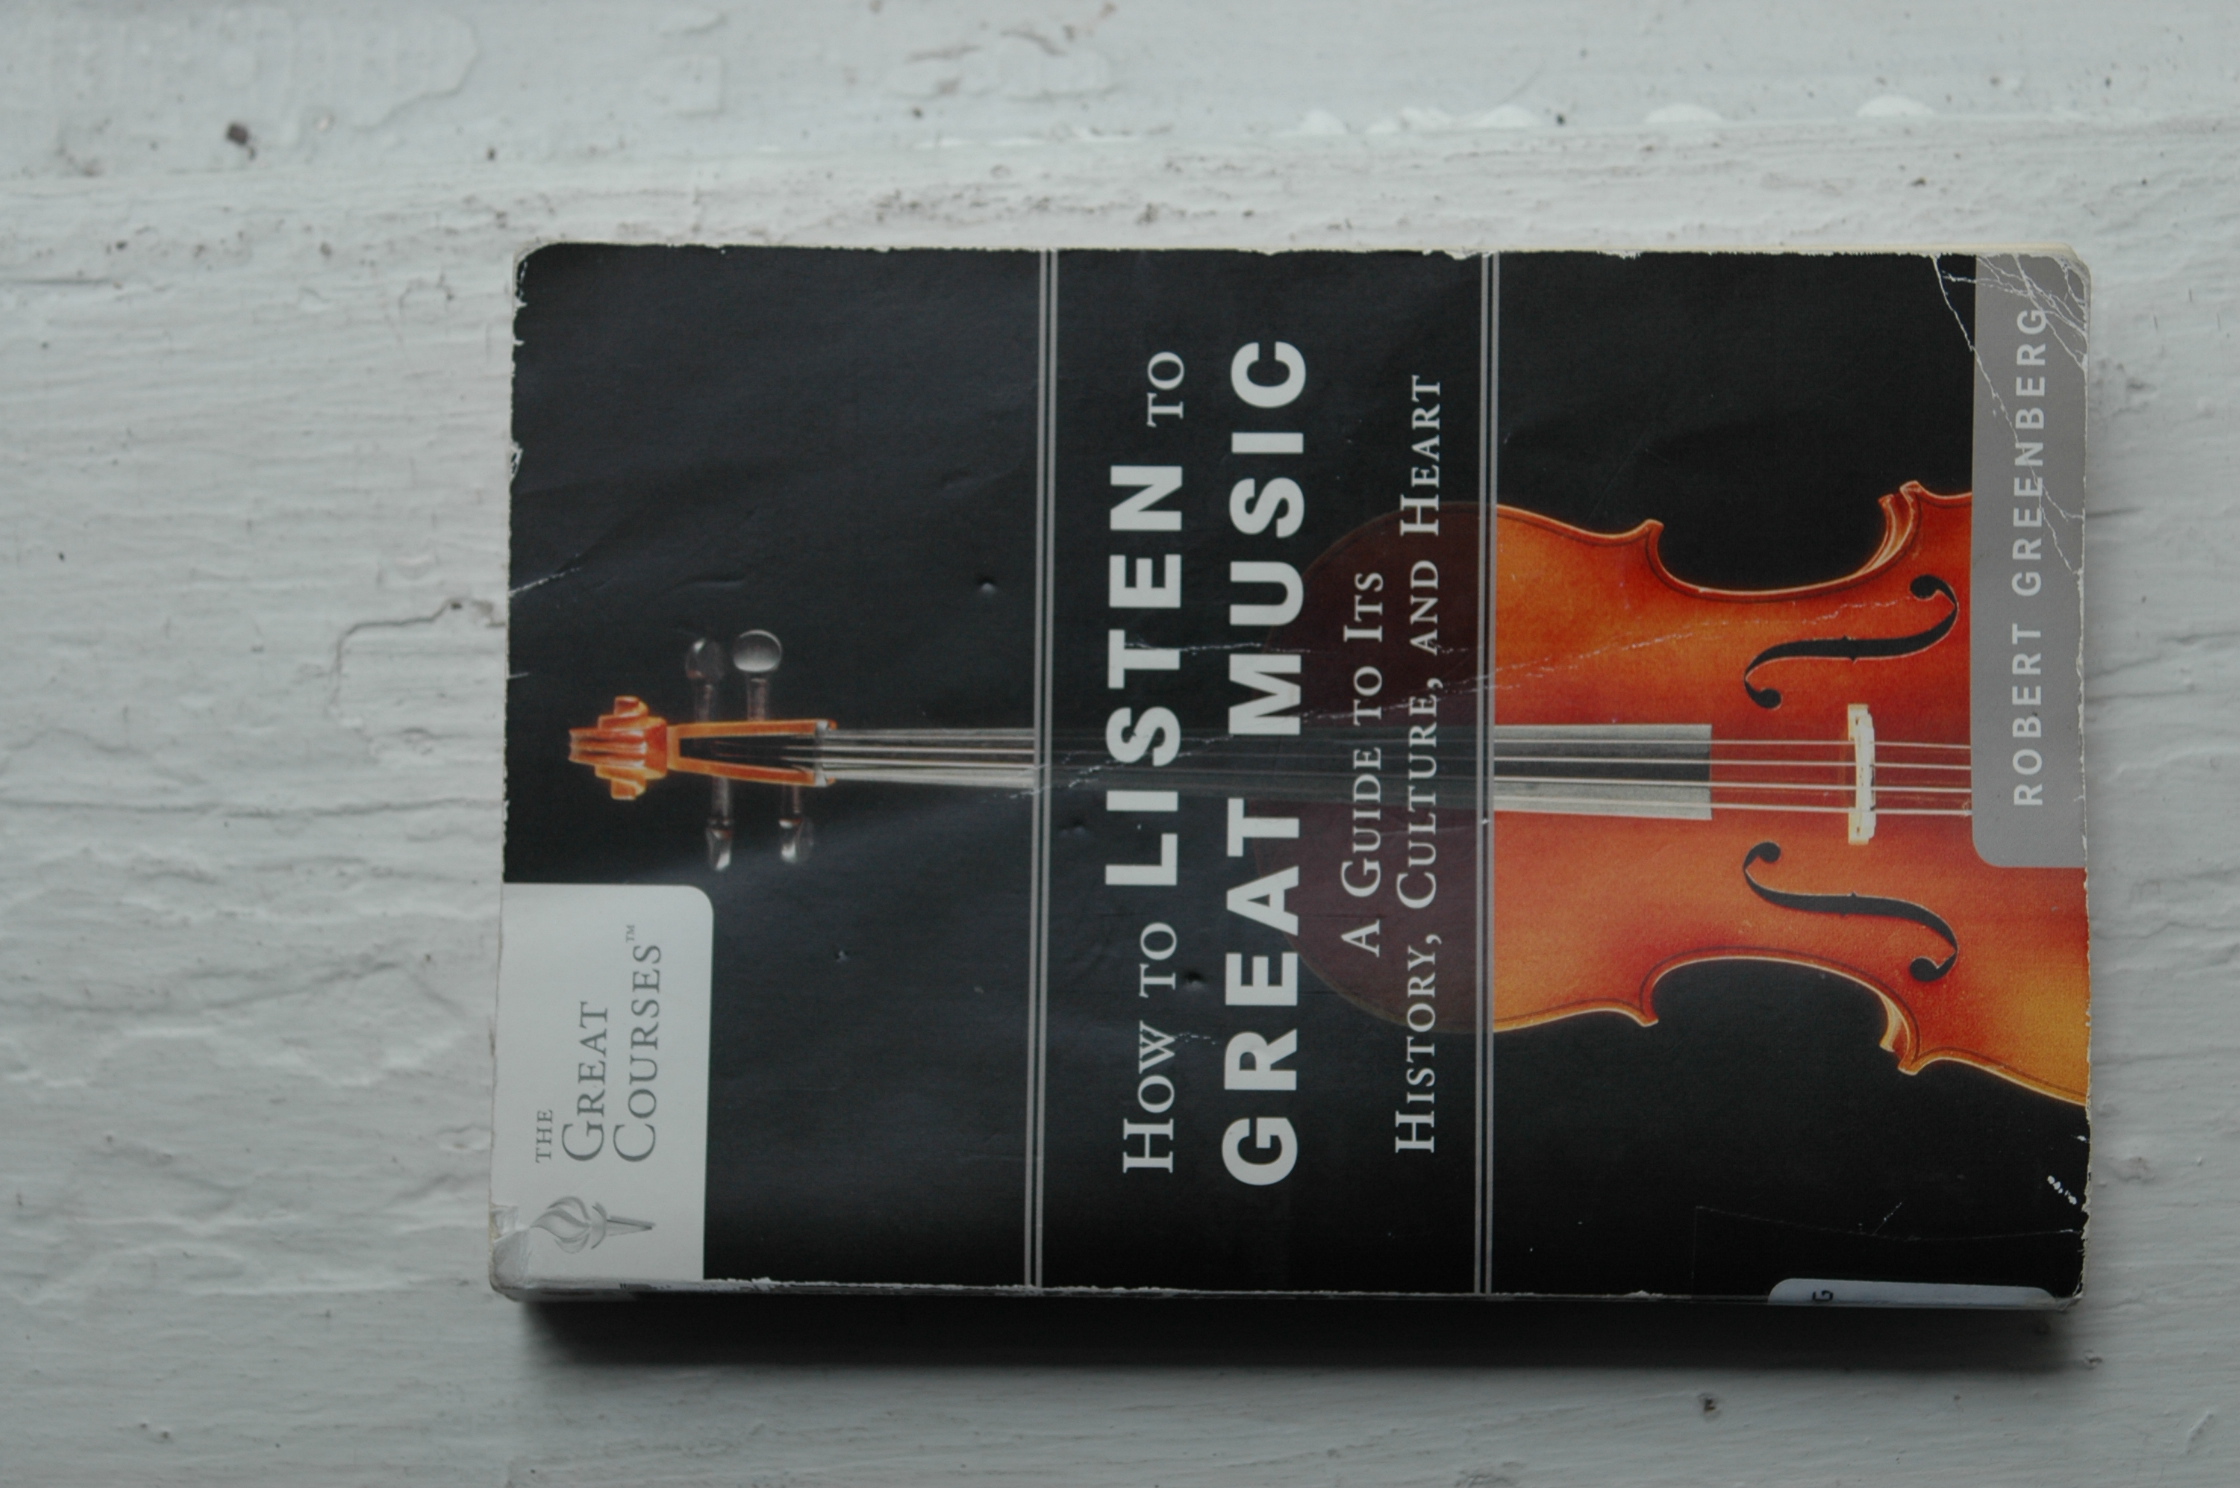 THE
GREAT
COURSES™
HOW TO LISTEN TO
GREAT MUSIC
A GUIDE TO ITS
HISTORY, CULTURE, AND HEART
ROBERT GREENBERG
G